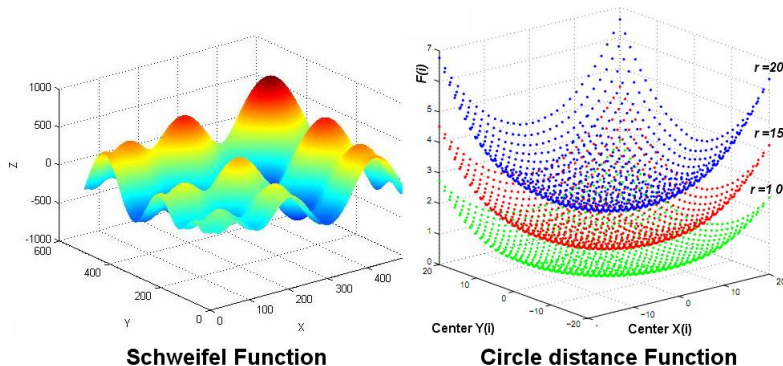 1000
500
0
-500
-1000
Z
600
400
200
0
Y
0
100
200
300
400
X
Schweifel Function
7
6
5
4
3
2
1
0
F(i)
r =20
r =15
r =1 0
20
10
0
-10
-20
Center Y(i)
-20
-10
0
10
20
Center X(i)
Circle distance Function